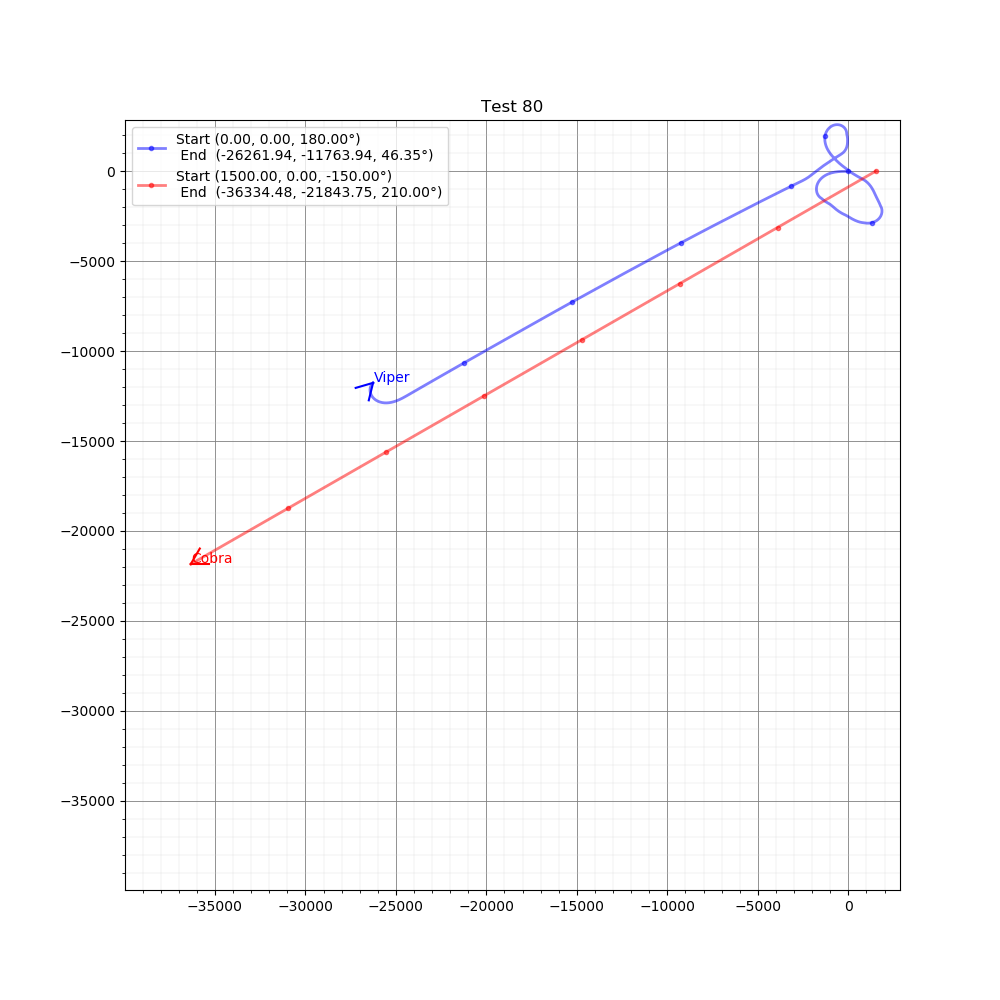 Test 80
Start (0.00, 0.00, 180.00°)
End (-26261.94, -11763.94, 46.35°)
Start (1500.00, 0.00, -150.00°)
End (-36334.48, -21843.75, 210.00°)
0
−5000
−10000
−15000
−20000
−25000
−30000
−35000
Viper
Cobra
−35000 −30000 −25000 −20000 −15000 −10000 −5000 0